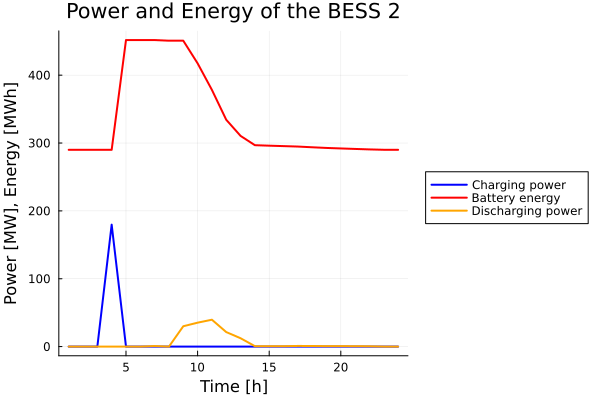 Power and Energy of the BESS 2
Power [MW], Energy [MWh]
400
300
200
100
0
5
10
15
20
Time [h]
Charging power
Battery energy
Discharging power